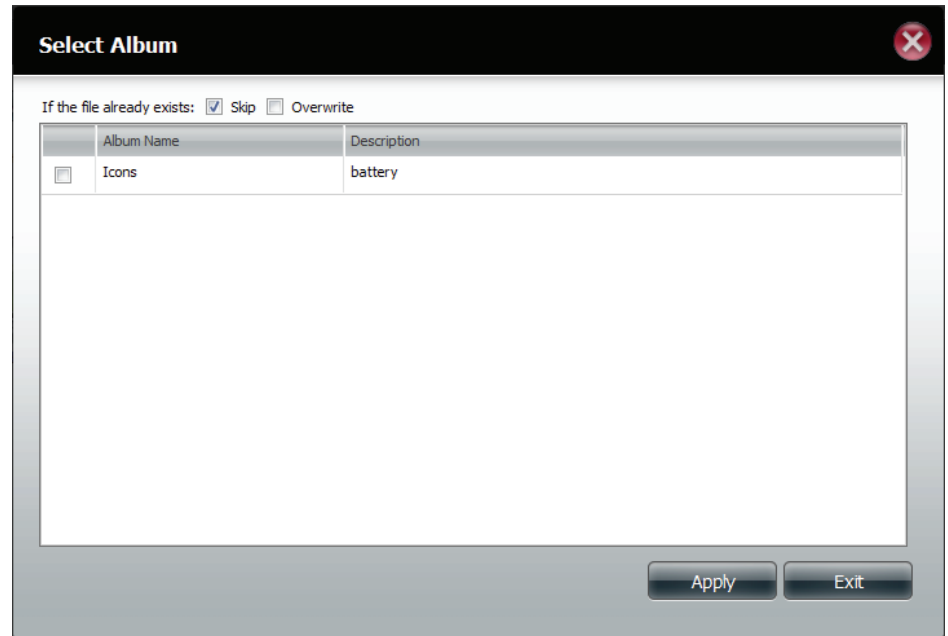 Select Album
If the file already exists: Skip Overwrite
Album Name Description
Icons battery
Apply Exit